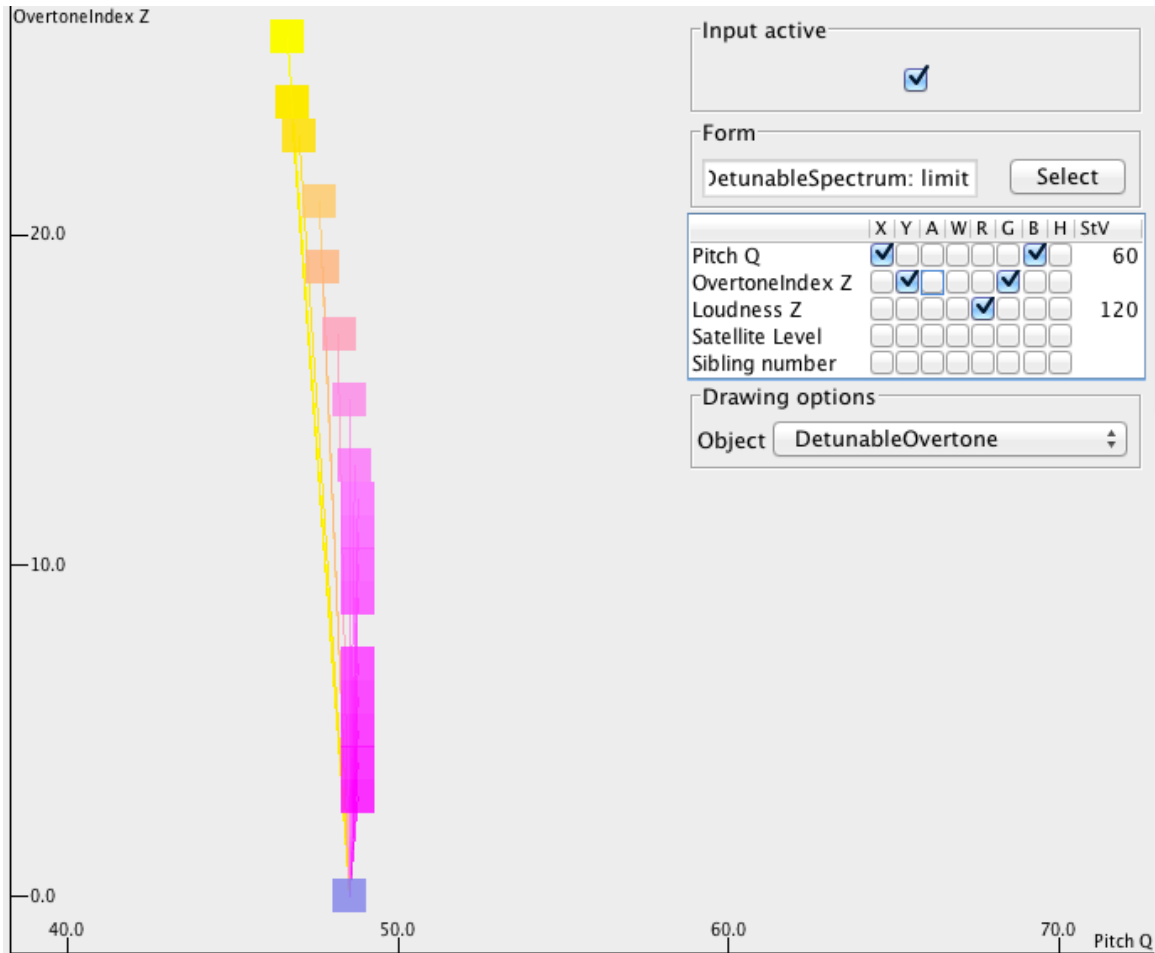 OvertoneIndex Z
20.0
10.0
0.0
40.0 50.0 60.0 70.0 Pitch Q
Input active
Form
DetunableSpectrum: limit Select
X Y A W R G B H StV
Pitch Q 60
OvertoneIndex Z
Loudness Z 120
Satellite Level
Sibling number
Drawing options
Object DetunableOvertone